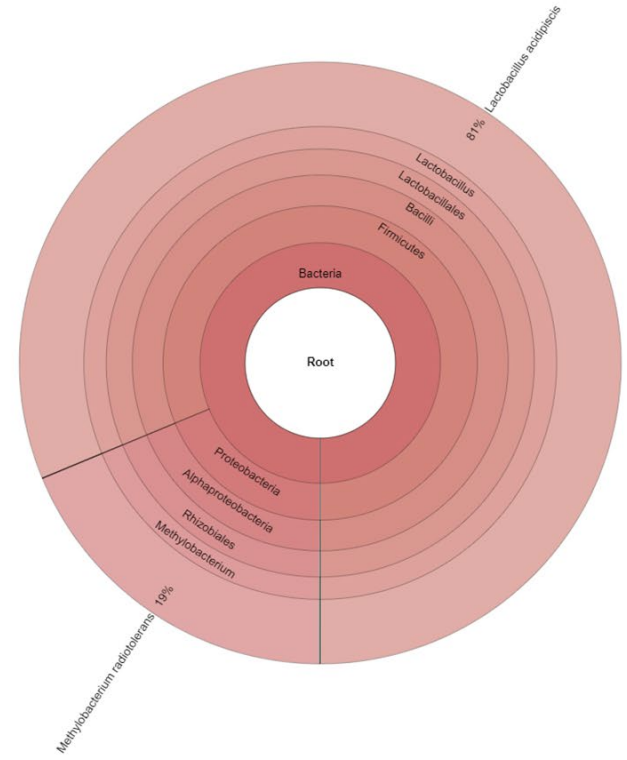 Lactobacillus acidipiscis
81%
Lactobacillus
Lactobacillales
Bacilli
Firmicutes
Bacteria
Root
Proteobacteria
Alphaproteobacteria
Rhizobiales
Methylobacterium
19%
Methylobacterium radiotolerans